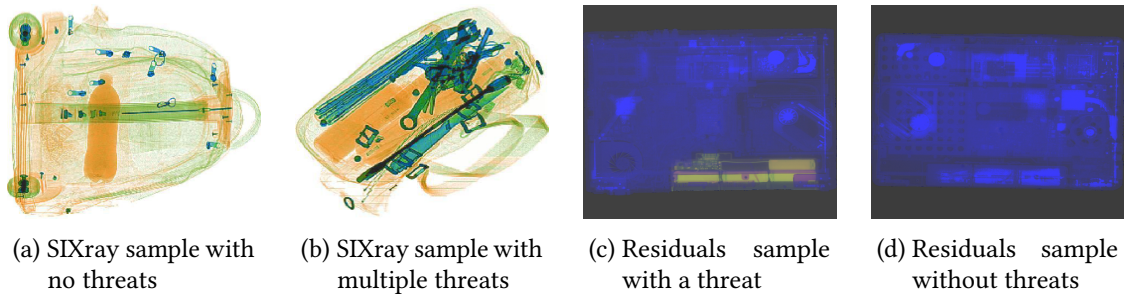 (a) SIXray sample with
no threats
(b) SIXray sample with
multiple threats
(c) Residuals sample
with a threat
(d) Residuals sample
without threats